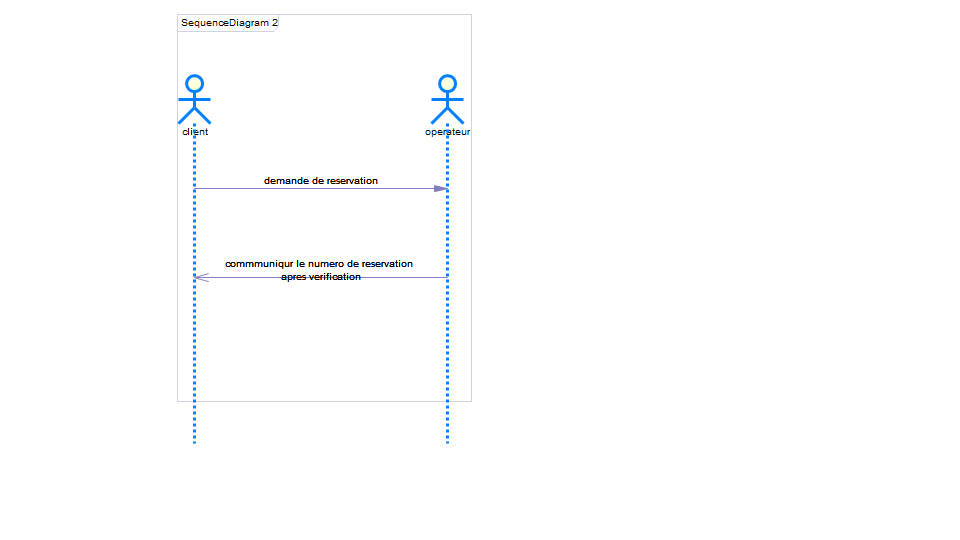 SequenceDiagram 2
client
operateur
demande de reservation
commmuniqur le numero de reservation
apres verification